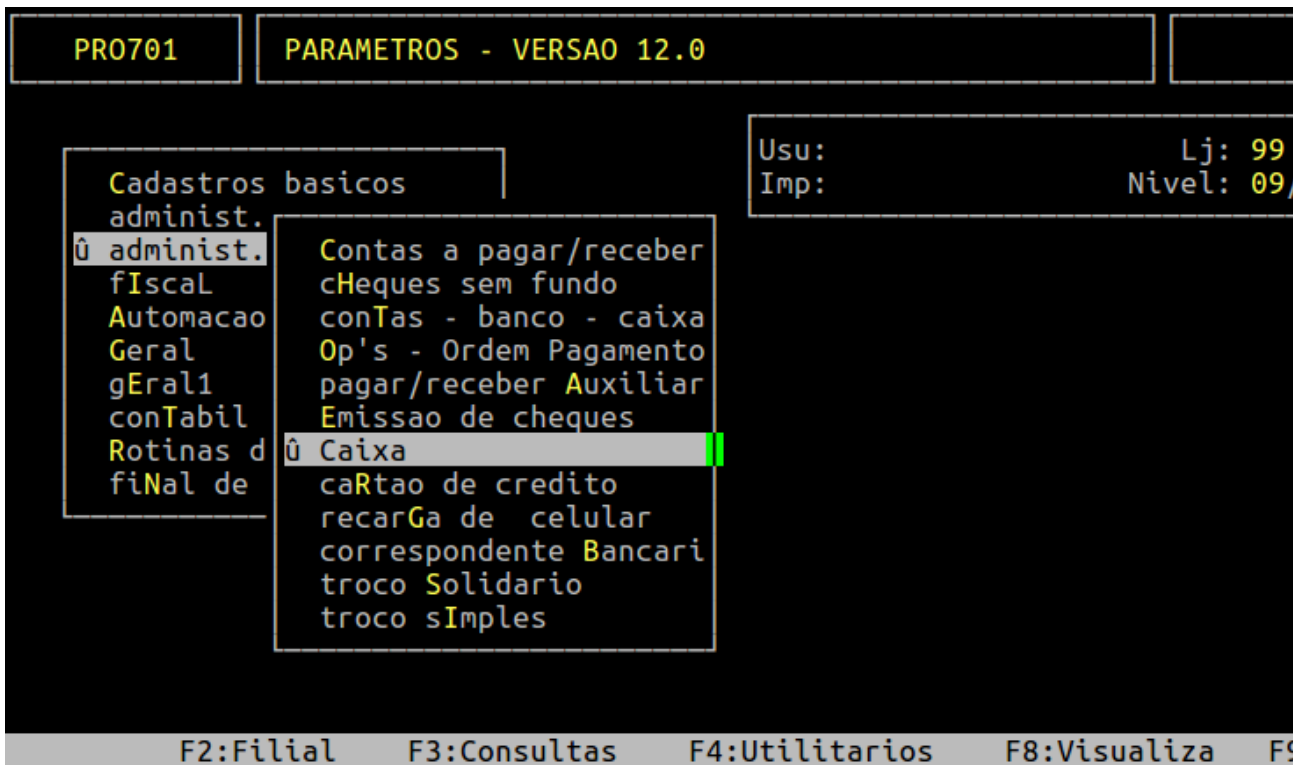 PRO701 PARAMETROS - VERSAO 12.0
Usu: Lj: 99
Imp: Nivel: 09/
Cadastros basicos
administ.
û administ.
fIscaL
Automacao
Geral
gEral1
conTabil
Rotinas d
fiNal de
Contas a pagar/receber
cHeques sem fundo
conTas - banco - caixa
Op's - Ordem Pagamento
pagar/receber Auxiliar
Emissao de cheques
û Caixa
caRtao de credito
recarGa de celular
correspondente Bancari
troco Solidario
troco sImples
F2:Filial F3:Consultas F4:Utilitarios F8:Visualiza